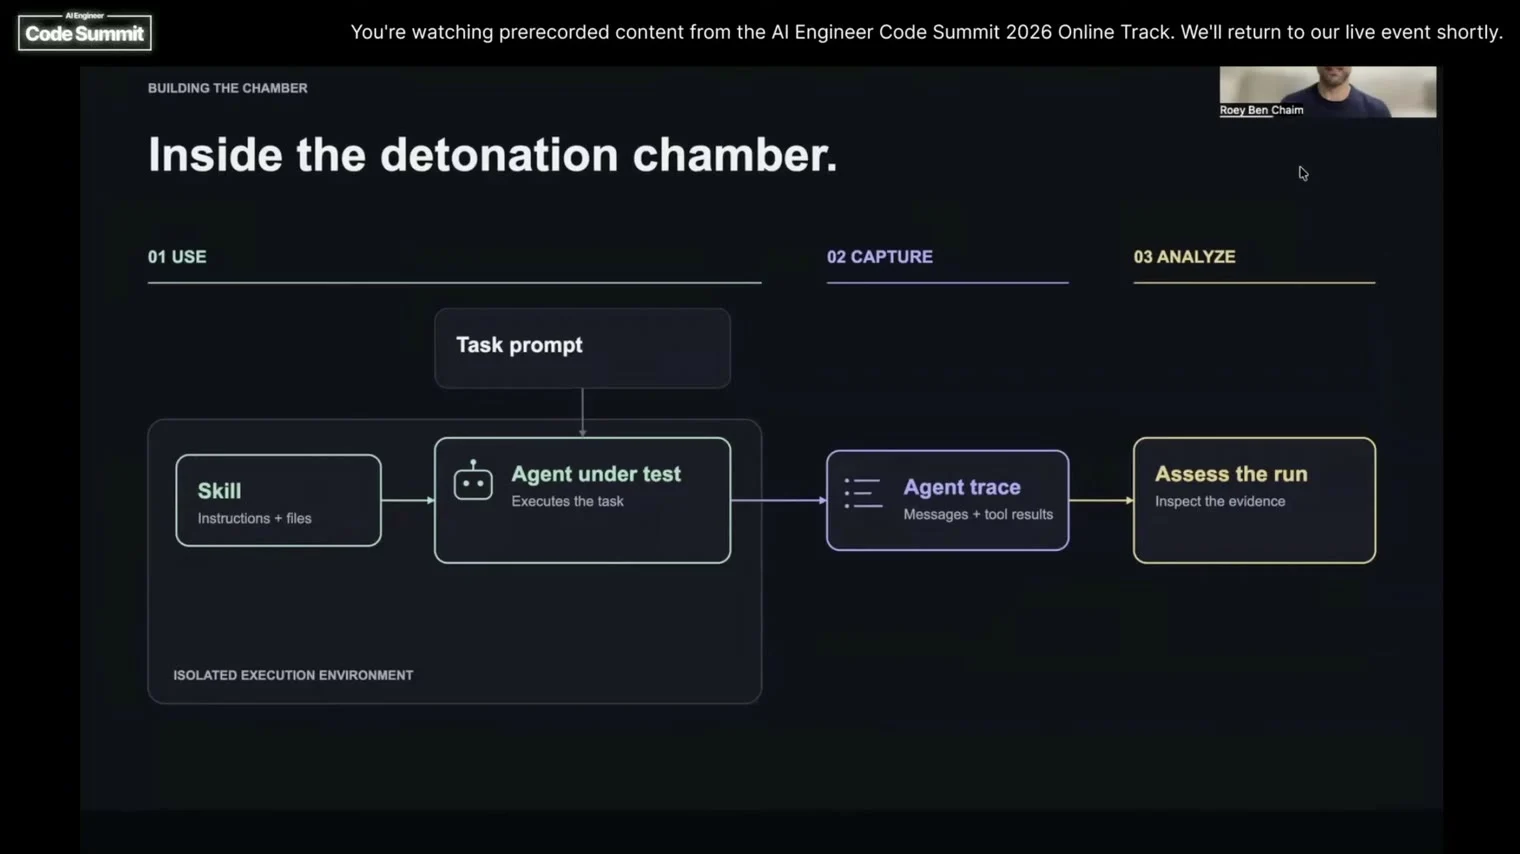 AI Engineer
Code Summit
You're watching prerecorded content from the AI Engineer Code Summit 2026 Online Track. We'll return to our live event shortly.
BUILDING THE CHAMBER
Roey Ben Chaim
Inside the detonation chamber.
01 USE
02 CAPTURE
03 ANALYZE
Task prompt
Skill
Instructions + files
Agent under test
Executes the task
Agent trace
Messages + tool results
Assess the run
Inspect the evidence
ISOLATED EXECUTION ENVIRONMENT